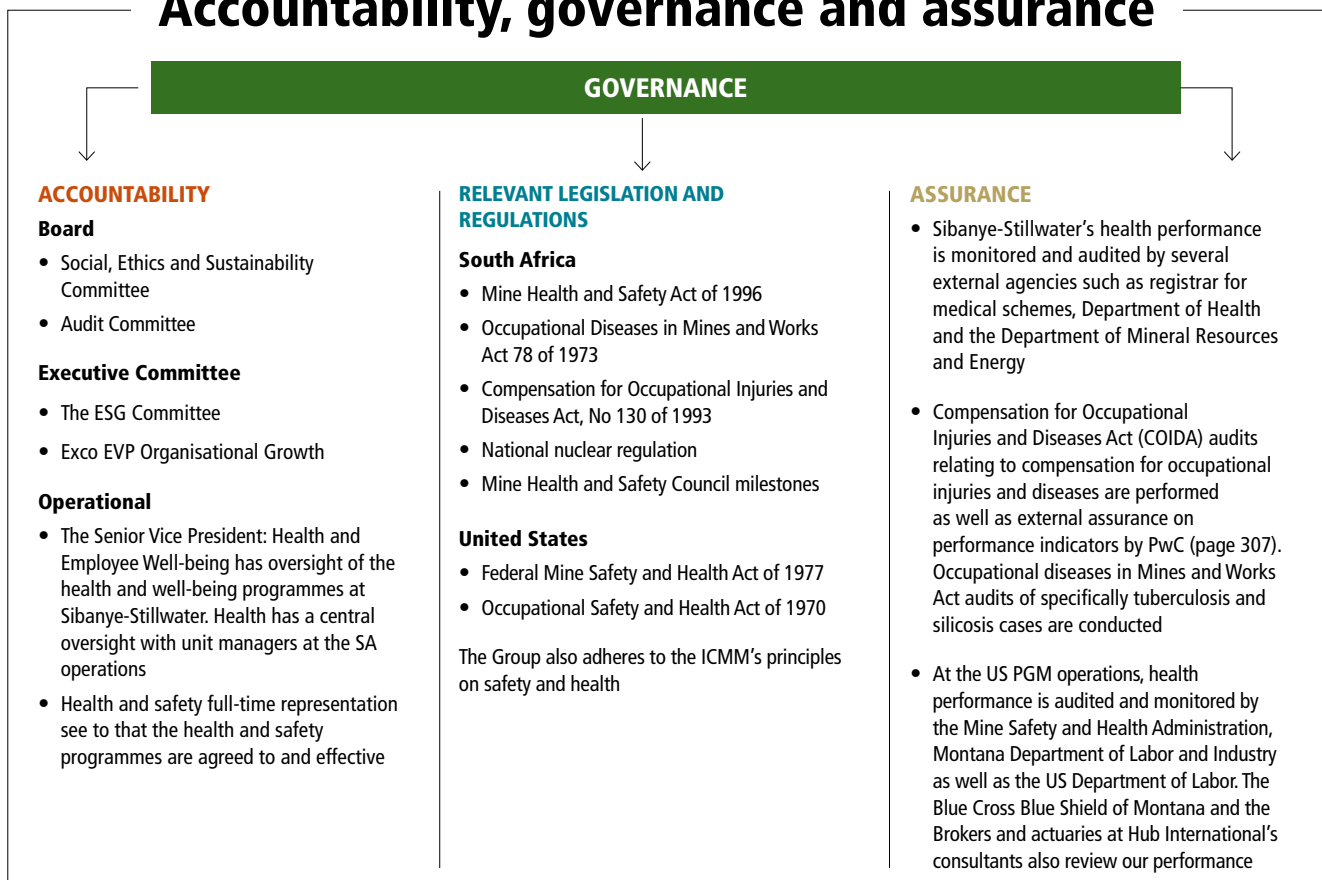 Accountability, governance and assurance
GOVERNANCE
ACCOUNTABILITY
Board
• Social, Ethics and Sustainability
Committee
• Audit Committee
Executive Committee
• The ESG Committee
• Exco EVP Organisational Growth
Operational
• The Senior Vice President: Health and
Employee Well-being has oversight of the
health and well-being programmes at
Sibanye-Stillwater. Health has a central
oversight with unit managers at the SA
operations
• Health and safety full-time representation
see to that the health and safety
programmes are agreed to and effective
RELEVANT LEGISLATION AND
REGULATIONS
South Africa
• Mine Health and Safety Act of 1996
• Occupational Diseases in Mines and Works
Act 78 of 1973
• Compensation for Occupational Injuries and
Diseases Act, No 130 of 1993
• National nuclear regulation
• Mine Health and Safety Council milestones
United States
• Federal Mine Safety and Health Act of 1977
• Occupational Safety and Health Act of 1970
The Group also adheres to the ICMM's principles
on safety and health
ASSURANCE
• Sibanye-Stillwater's health performance
is monitored and audited by several
external agencies such as registrar for
medical schemes, Department of Health
and the Department of Mineral Resources
and Energy
• Compensation for Occupational
Injuries and Diseases Act (COIDA) audits
relating to compensation for occupational
injuries and diseases are performed
as well as external assurance on
performance indicators by PwC (page 307).
Occupational diseases in Mines and Works
Act audits of specifically tuberculosis and
silicosis cases are conducted
• At the US PGM operations, health
performance is audited and monitored by
the Mine Safety and Health Administration,
Montana Department of Labor and Industry
as well as the US Department of Labor. The
Blue Cross Blue Shield of Montana and the
Brokers and actuaries at Hub International's
consultants also review our performance